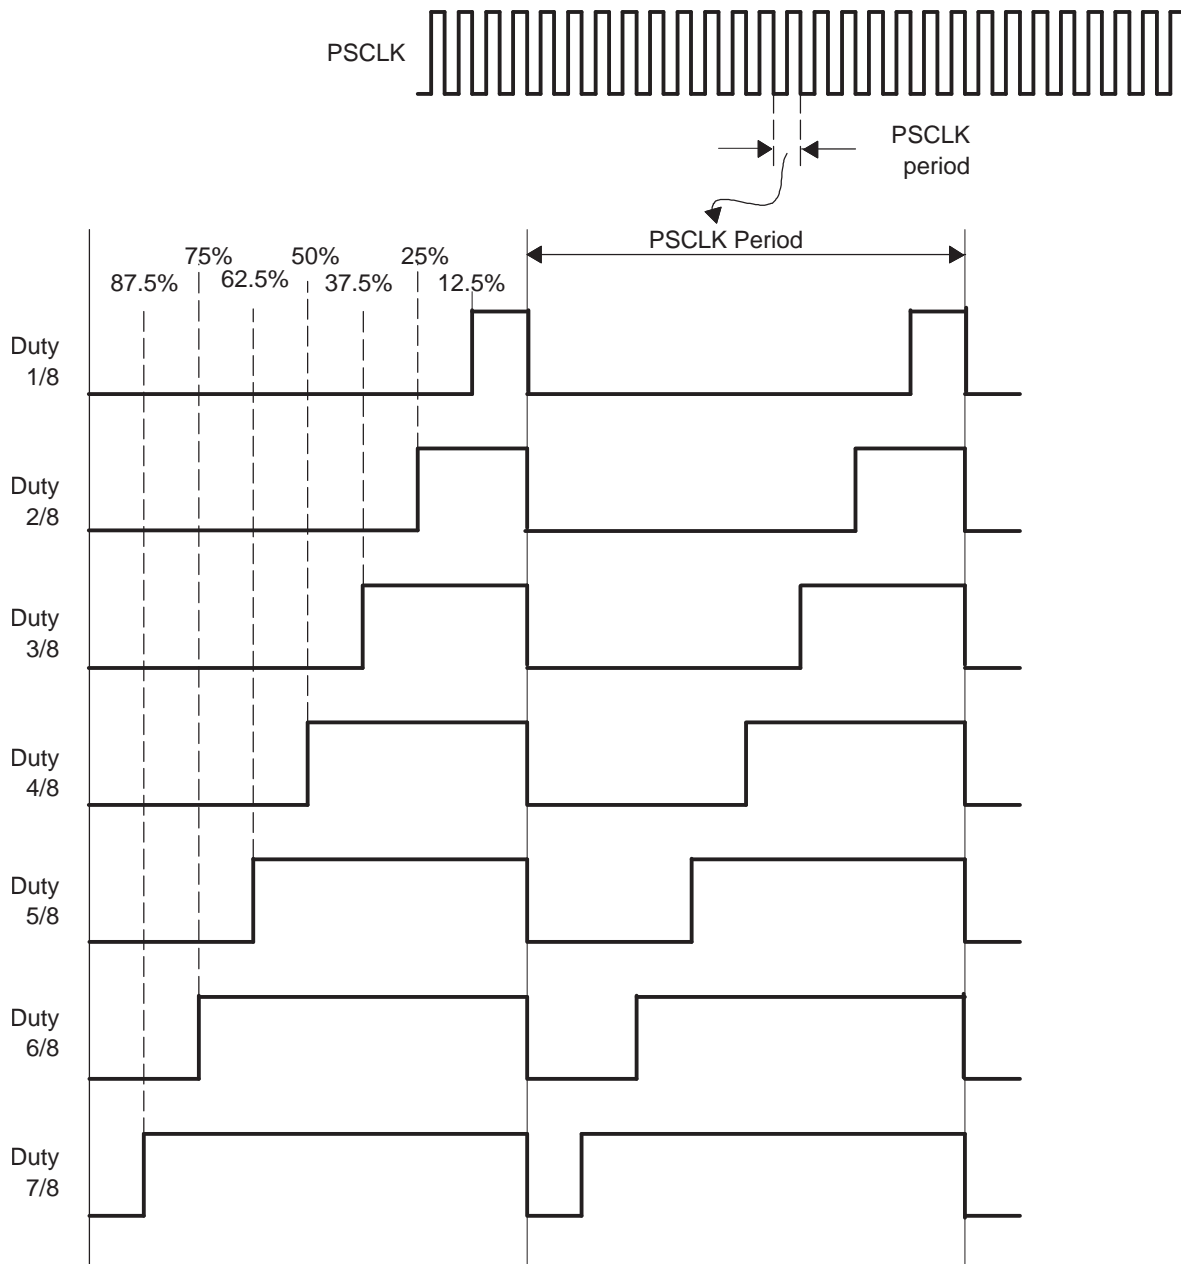 PSCLK
PSCLK
period
PSCLK Period
75%
50%
25%
87.5%
62.5%
37.5%
12.5%
Duty
1/8
Duty
2/8
Duty
3/8
Duty
4/8
Duty
5/8
Duty
6/8
Duty
7/8